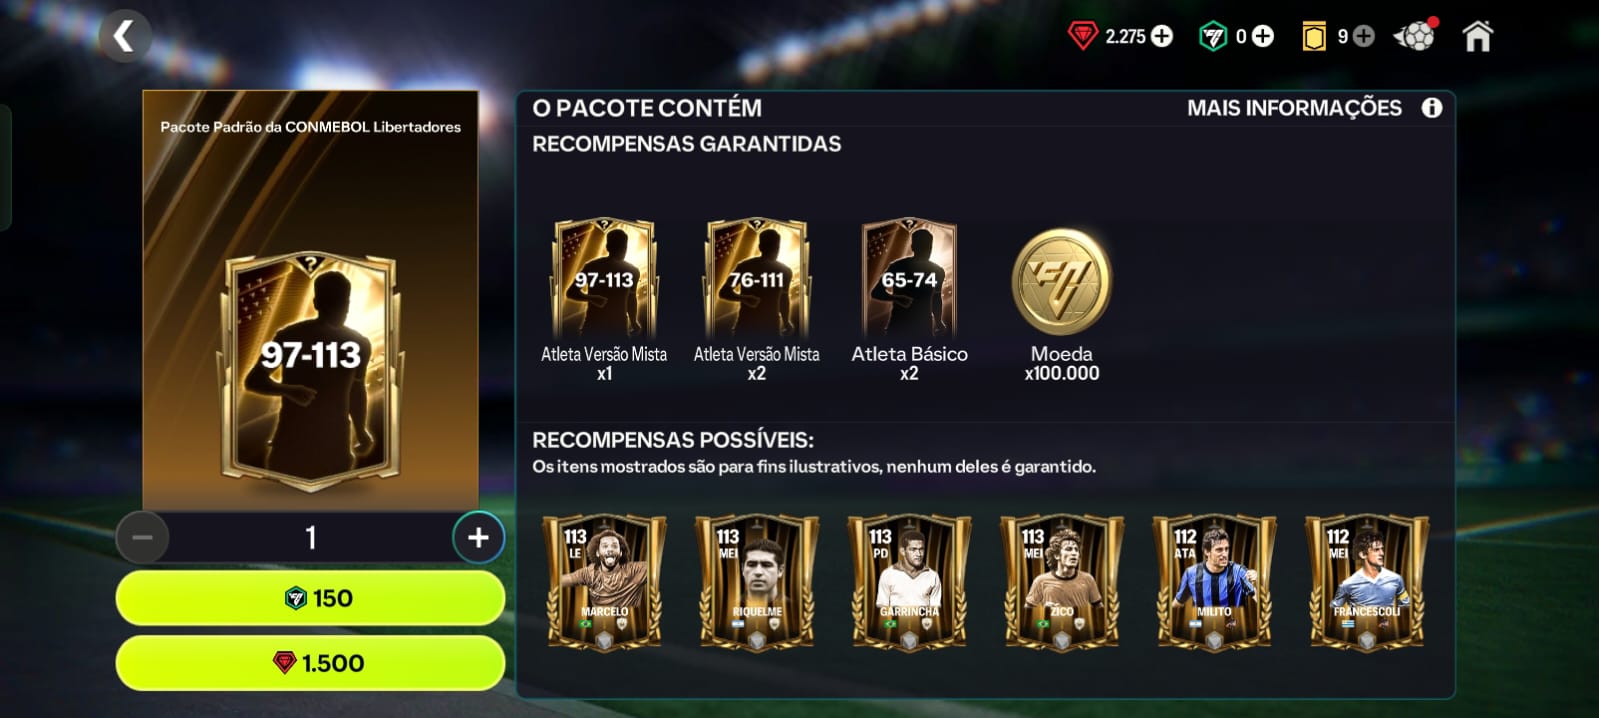 2.275
0
9
Pacote Padrão da CONMEBOL Libertadores
97-113
1
150
1.500
O PACOTE CONTÉM
MAIS INFORMAÇÕES
RECOMPENSAS GARANTIDAS
97-113
Atleta Versão Mista
x1
76-111
Atleta Versão Mista
x2
65-74
Atleta Básico
x2
Moeda
x100.000
RECOMPENSAS POSSÍVEIS:
Os itens mostrados são para fins ilustrativos, nenhum deles é garantido.
113
LE
MARCELO
113
MEI
RIQUELME
113
PD
GARRINCHA
113
MEI
ZICO
112
ATA
MILITO
112
MEI
FRANCESCOLI